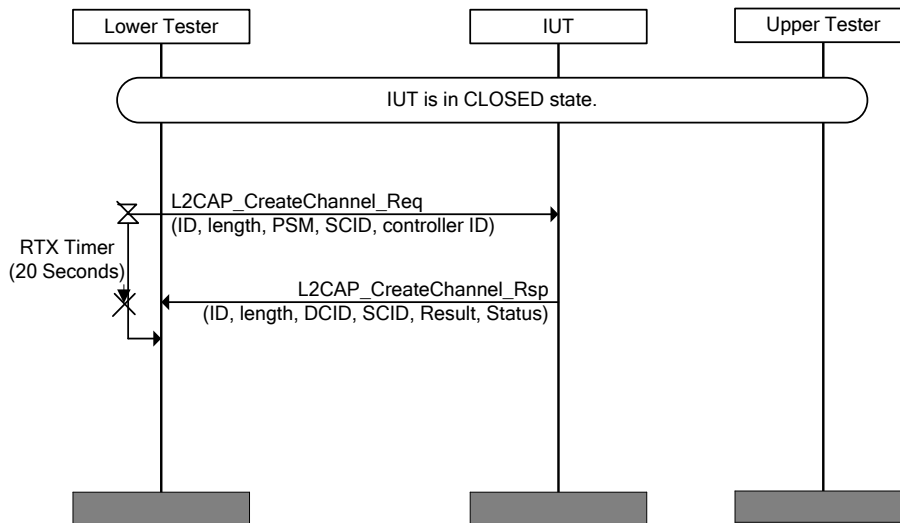 Lower Tester
IUT
Upper Tester
IUT is in CLOSED state.
L2CAP_CreateChannel_Req
(ID, length, PSM, SCID, controller ID)
RTX Timer
(20 Seconds)
L2CAP_CreateChannel_Rsp
(ID, length, DCID, SCID, Result, Status)